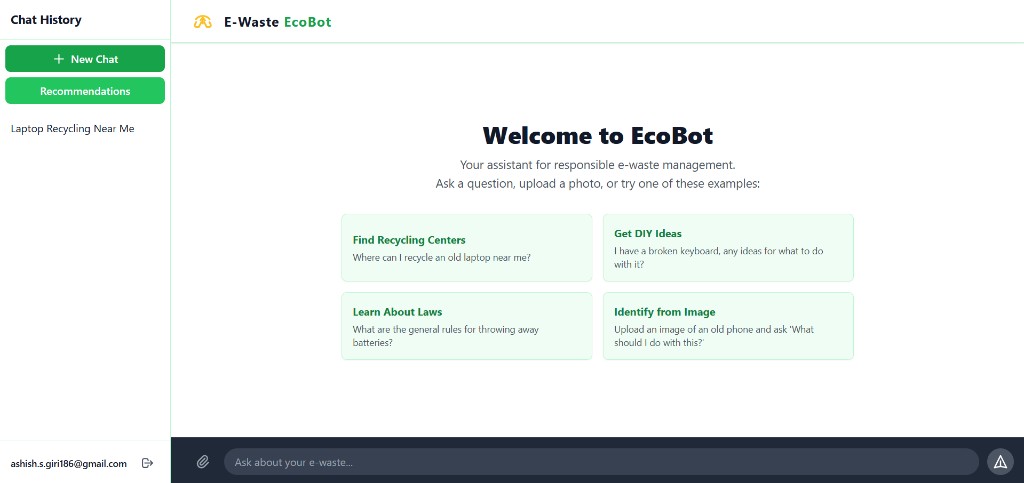 Chat History
+ New Chat
Recommendations
Laptop Recycling Near Me
ashish.s.giri186@gmail.com
E-Waste EcoBot
Welcome to EcoBot
Your assistant for responsible e-waste management.
Ask a question, upload a photo, or try one of these examples:
Find Recycling Centers
Where can I recycle an old laptop near me?
Get DIY Ideas
I have a broken keyboard, any ideas for what to do
with it?
Learn About Laws
What are the general rules for throwing away
batteries?
Identify from Image
Upload an image of an old phone and ask 'What
should I do with this?'
Ask about your e-waste...